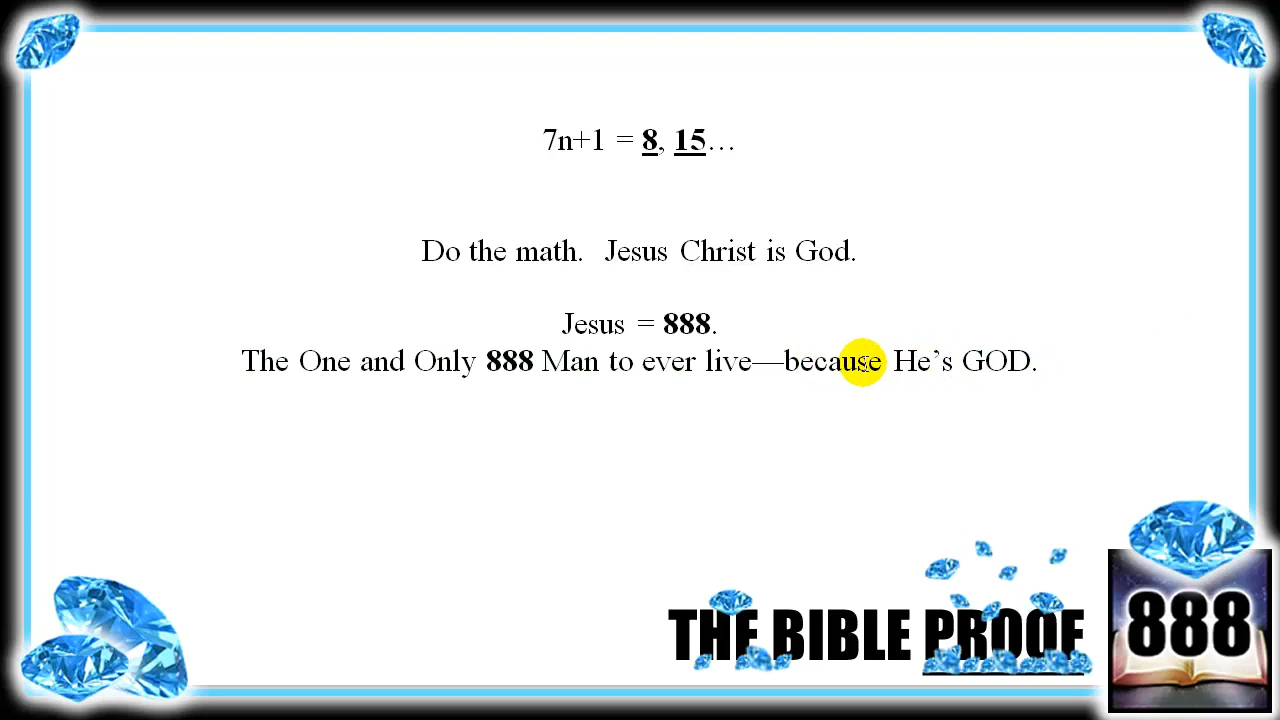 7n+1 = 8, 15…
Do the math. Jesus Christ is God.
Jesus = 888.
The One and Only 888 Man to ever live—because He’s GOD.
THE BIBLE PROOF
888